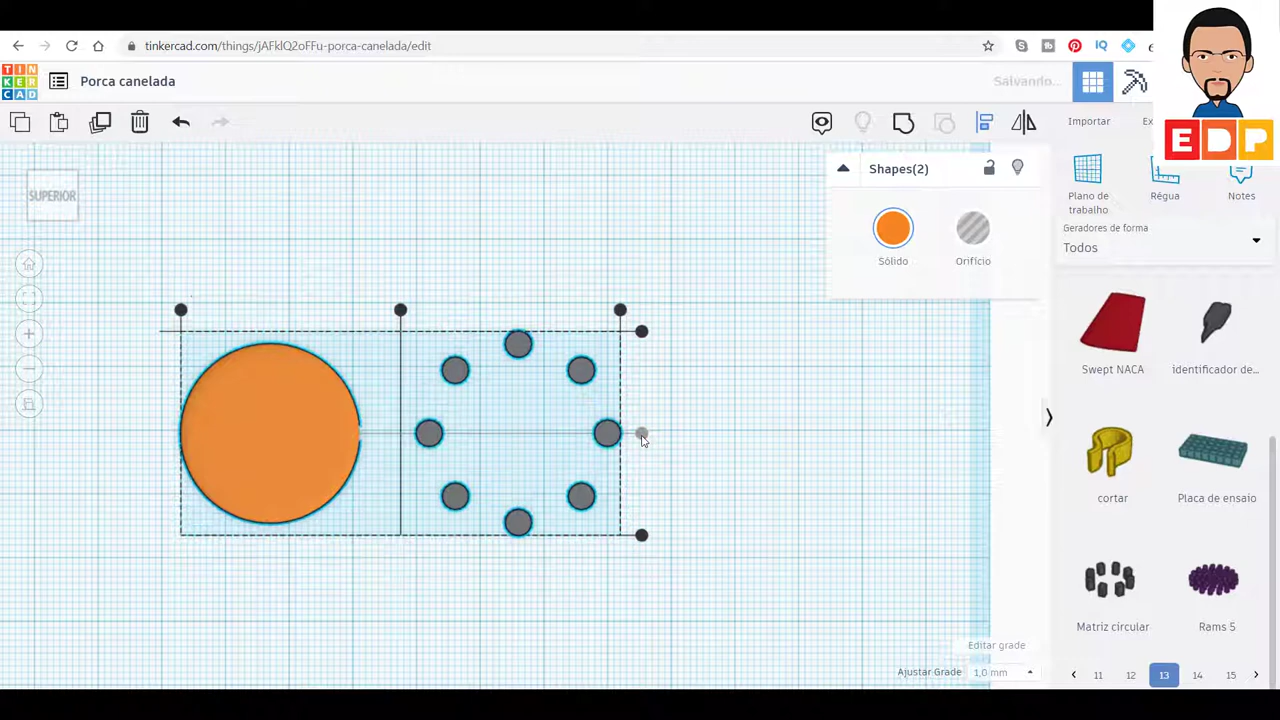 tinkercad.com/things/jAFklQ2oFFu-porca-canelada/edit
IQ
TIN
KER
CAD
Porca canelada
Salvando...
EDP
Importar
Ex
SUPERIOR
Shapes(2)
Sólido
Orifício
Plano de
trabalho
Régua
Notes
Geradores de forma
Todos
Swept NACA
identificador de...
cortar
Placa de ensaio
Matriz circular
Rams 5
Editar grade
Ajustar Grade
1,0 mm
11
12
13
14
15